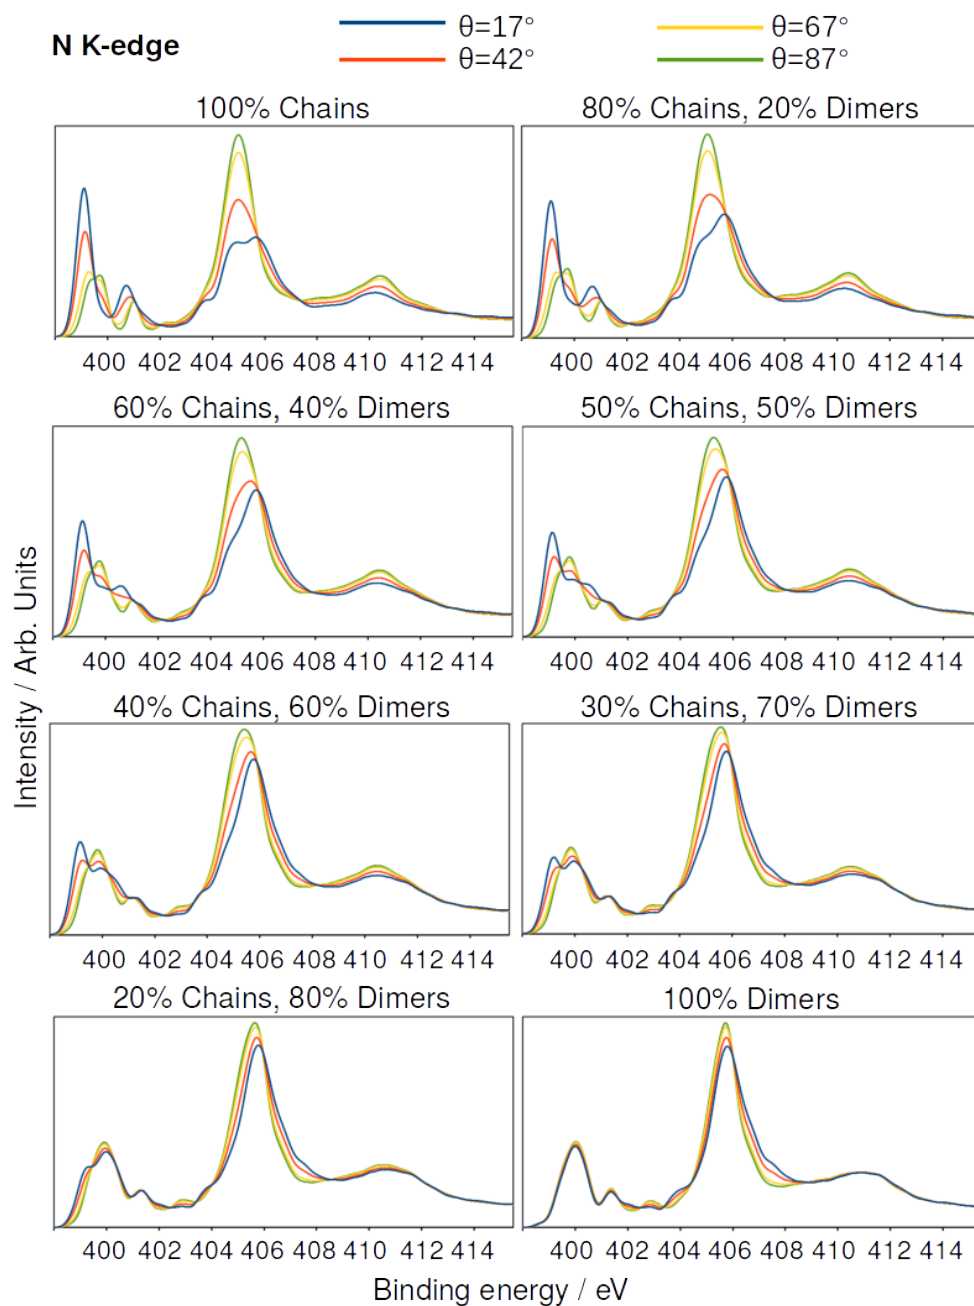 N K-edge
θ=17°
θ=67°
θ=42°
θ=87°
100% Chains
80% Chains, 20% Dimers
400 402 404 406 408 410 412 414
400 402 404 406 408 410 412 414
60% Chains, 40% Dimers
50% Chains, 50% Dimers
400 402 404 406 408 410 412 414
400 402 404 406 408 410 412 414
40% Chains, 60% Dimers
30% Chains, 70% Dimers
400 402 404 406 408 410 412 414
400 402 404 406 408 410 412 414
20% Chains, 80% Dimers
100% Dimers
400 402 404 406 408 410 412 414
400 402 404 406 408 410 412 414
Intensity / Arb. Units
Binding energy / eV